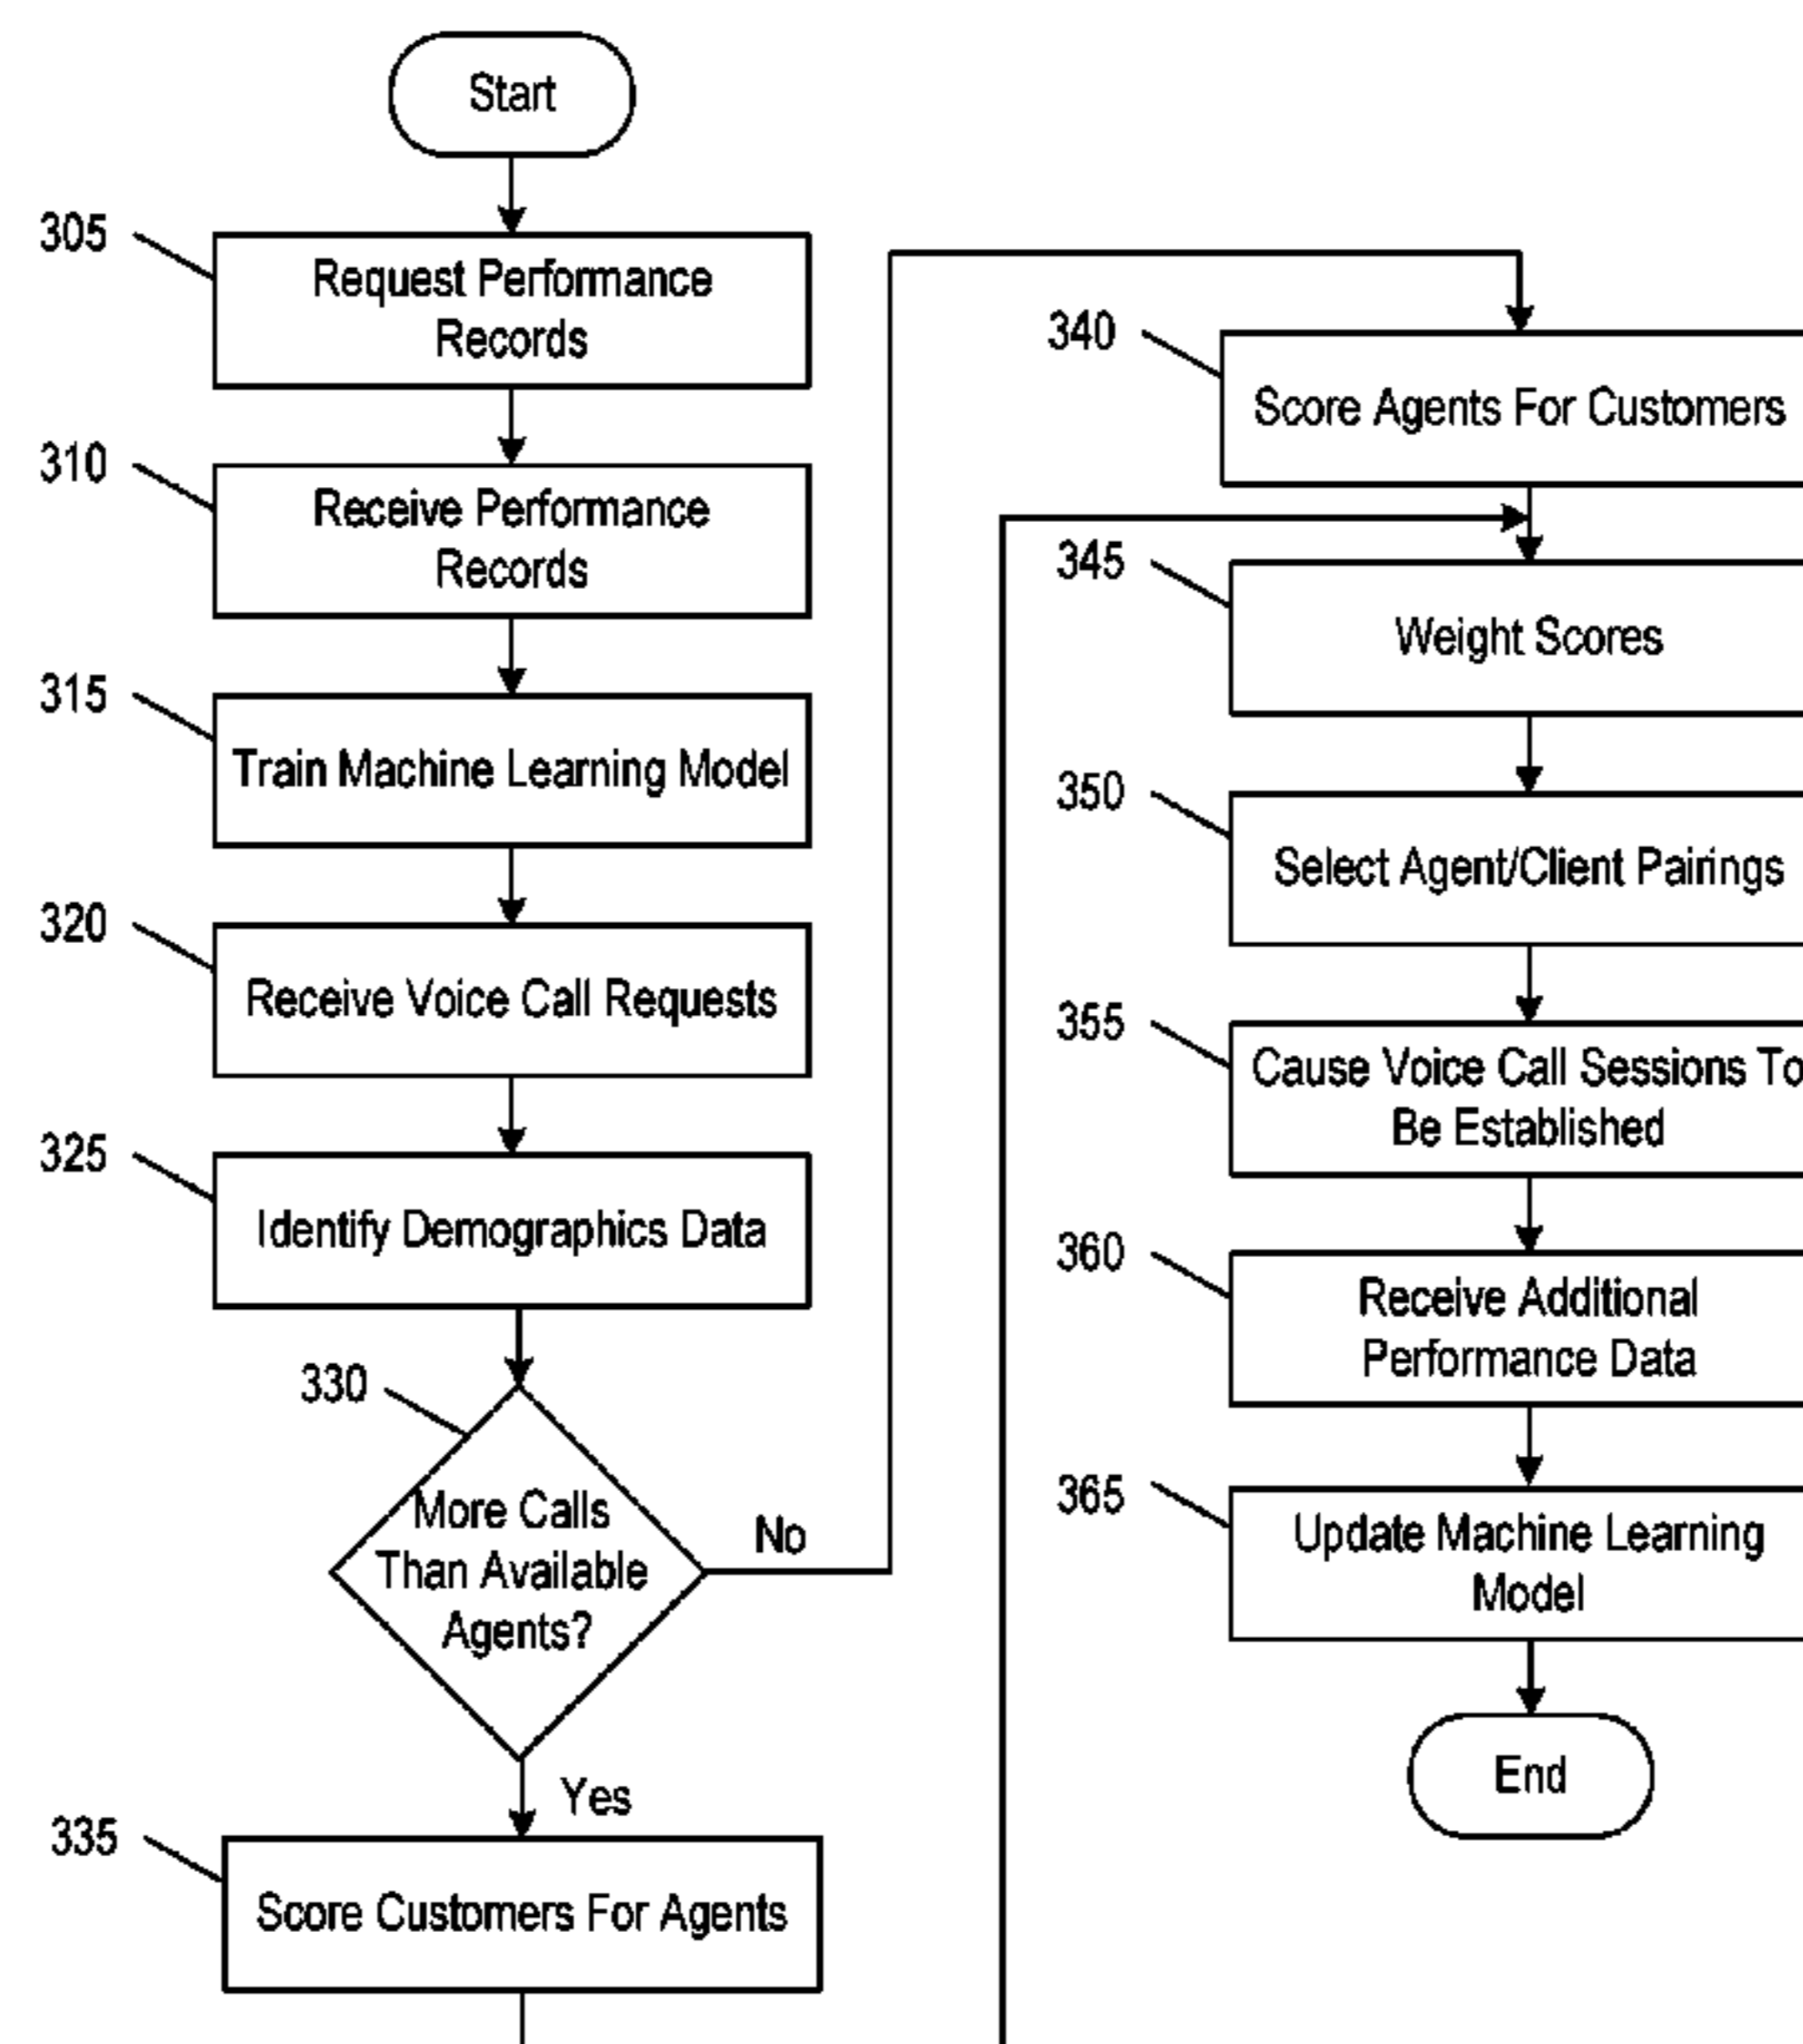 Start
305
Request Performance
Records
310
Receive Performance
Records
315
Train Machine Learning Model
320
Receive Voice Call Requests
325
Identify Demographics Data
330
More Calls
Than Available
Agents?
No
Yes
335
Score Customers For Agents
340
Score Agents For Customers
345
Weight Scores
350
Select Agent/Client Pairings
355
Cause Voice Call Sessions To
Be Established
360
Receive Additional
Performance Data
365
Update Machine Learning
Model
End